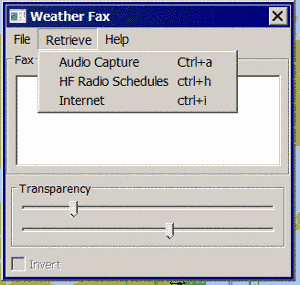 Weather Fax
File Retrieve Help
Audio Capture Ctrl+a
HF Radio Schedules ctrl+h
Internet ctrl+i
Fax
Transparency
Invert